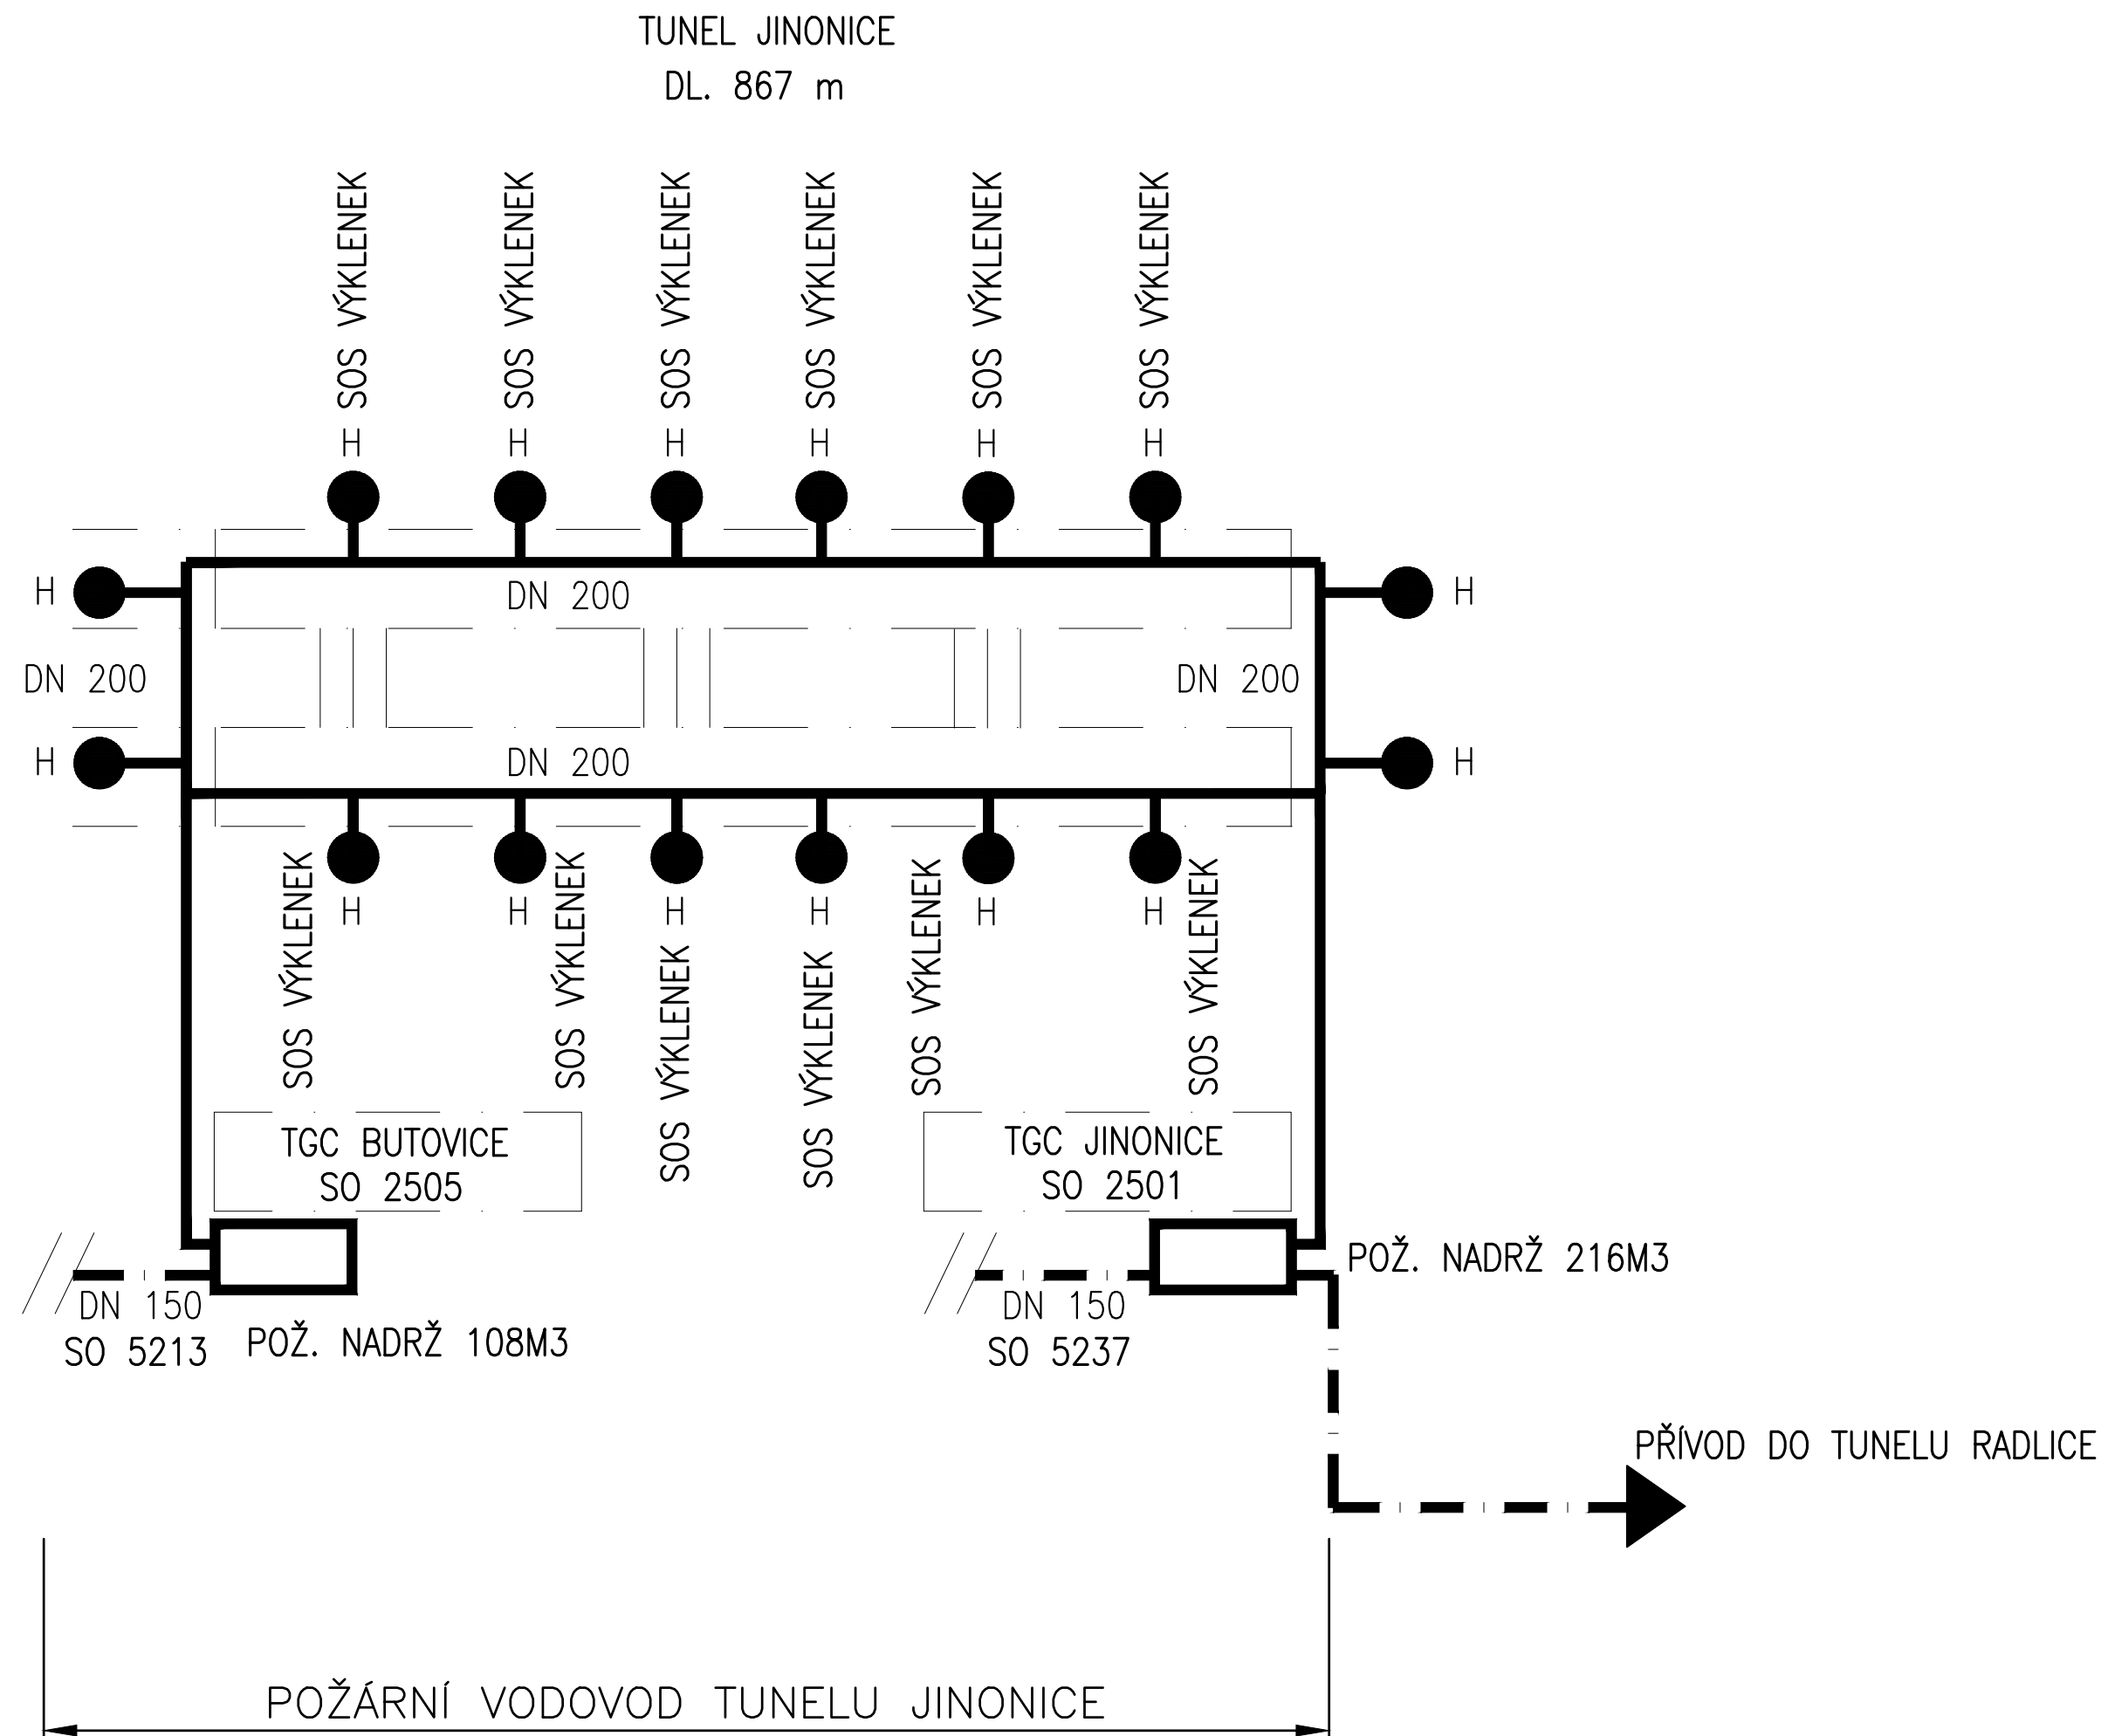 TUNEL JINONICE
DL. 867 m
SOS VÝKLENEK
SOS VÝKLENEK
SOS VÝKLENEK
SOS VÝKLENEK
SOS VÝKLENEK
SOS VÝKLENEK
H
H
H
H
H
H
H
DN 200
H
DN 200
DN 200
H
DN 200
H
H
H
H
H
H
H
SOS VÝKLENEK
SOS VÝKLENEK
SOS VÝKLENEK
SOS VÝKLENEK
SOS VÝKLENEK
SOS VÝKLENEK
TGC BUTOVICE
SO 2505
TGC JINONICE
SO 2501
POŽ. NADRŽ 216M3
DN 150
SO 5213
POŽ. NADRŽ 108M3
DN 150
SO 5237
PŘÍVOD DO TUNELU RADLICE
POŽÁRNÍ VODOVOD TUNELU JINONICE